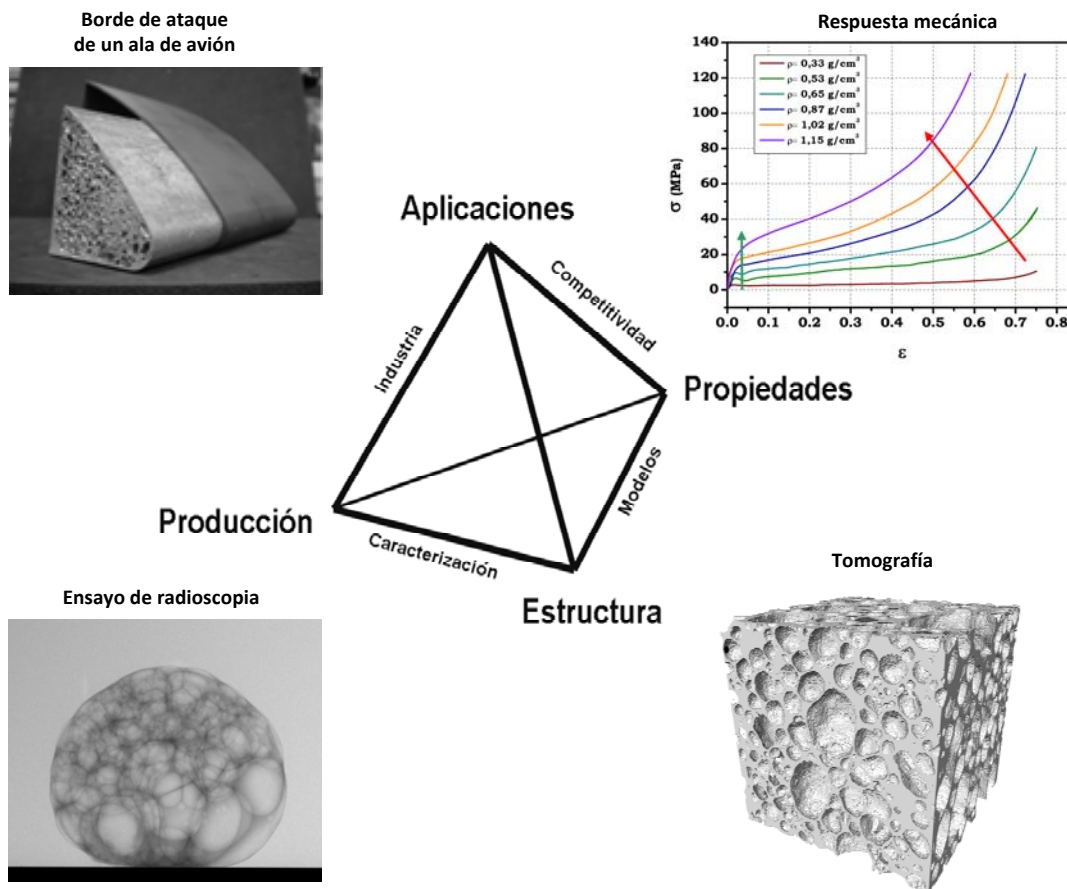 Borde de ataque
de un ala de avión
Respuesta mecánica
140
120
100
80
60
40
20
0
σ (MPa)
ρ= 0,33 g/cm³
ρ= 0,53 g/cm³
ρ= 0,65 g/cm³
ρ= 0,87 g/cm³
ρ= 1,02 g/cm³
ρ= 1,15 g/cm³
0.0 0.1 0.2 0.3 0.4 0.5 0.6 0.7 0.8
ε
Aplicaciones
Competitividad
Industria
Propiedades
Modelos
Producción
Caracterización
Estructura
Ensayo de radioscopia
Tomografía